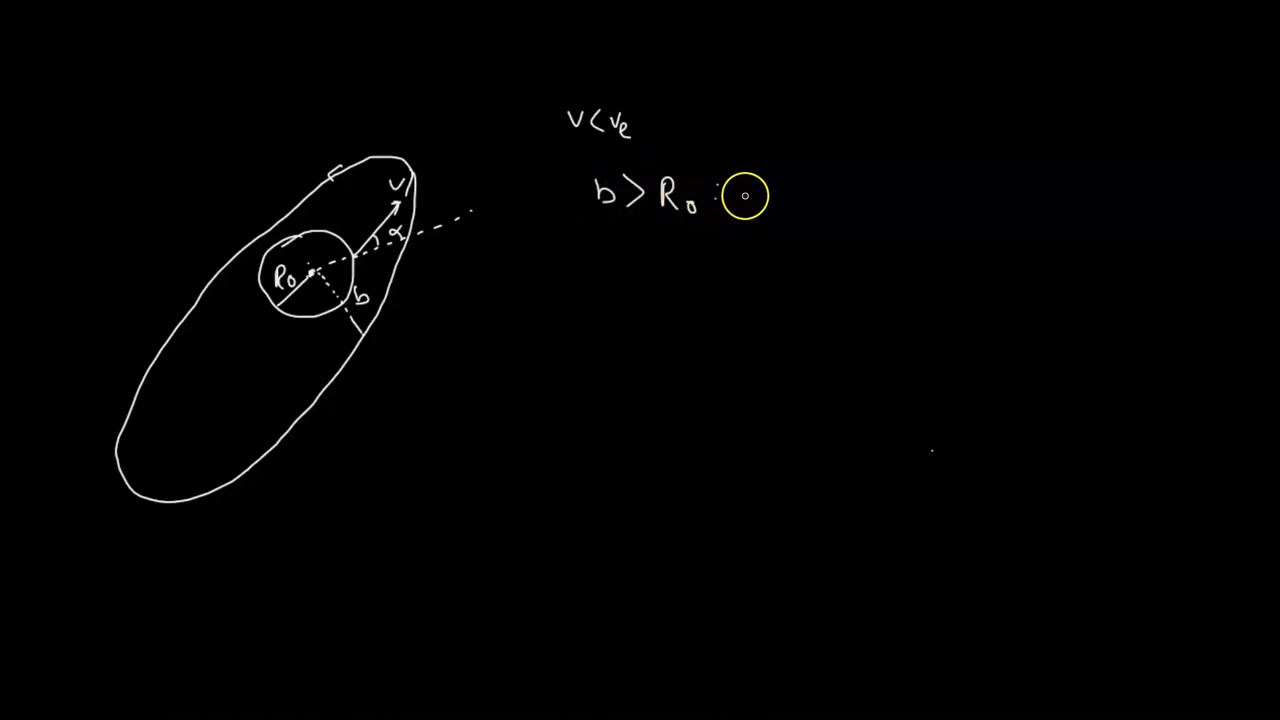 v<vₑ
b>R₀ :
v
α
R₀
b